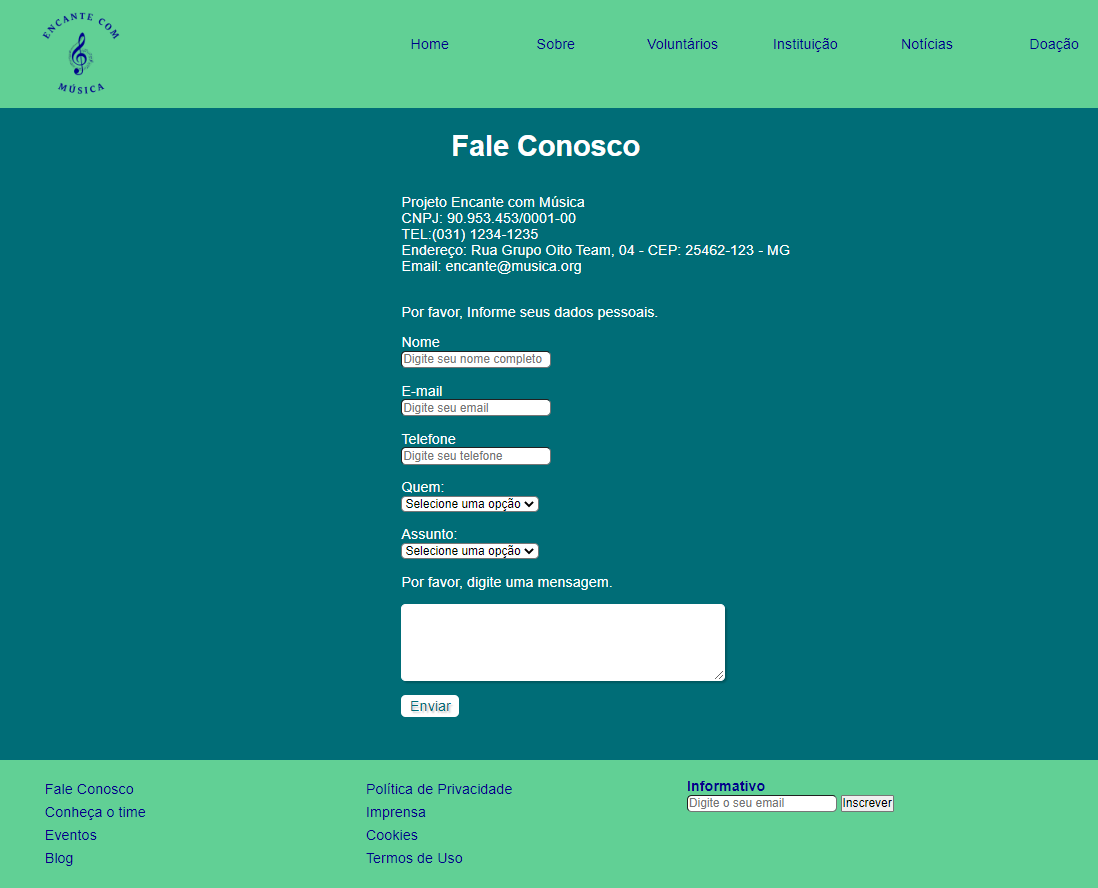 ENCANTE COM
MÚSICA
Home Sobre Voluntários Instituição Notícias Doação
Fale Conosco
Projeto Encante com Música
CNPJ: 90.953.453/0001-00
TEL:(031) 1234-1235
Endereço: Rua Grupo Oito Team, 04 - CEP: 25462-123 - MG
Email: encante@musica.org
Por favor, Informe seus dados pessoais.
Nome
Digite seu nome completo
E-mail
Digite seu email
Telefone
Digite seu telefone
Quem:
Selecione uma opção
Assunto:
Selecione uma opção
Por favor, digite uma mensagem.
Enviar
Fale Conosco
Conheça o time
Eventos
Blog
Política de Privacidade
Imprensa
Cookies
Termos de Uso
Informativo
Digite o seu email Inscrever